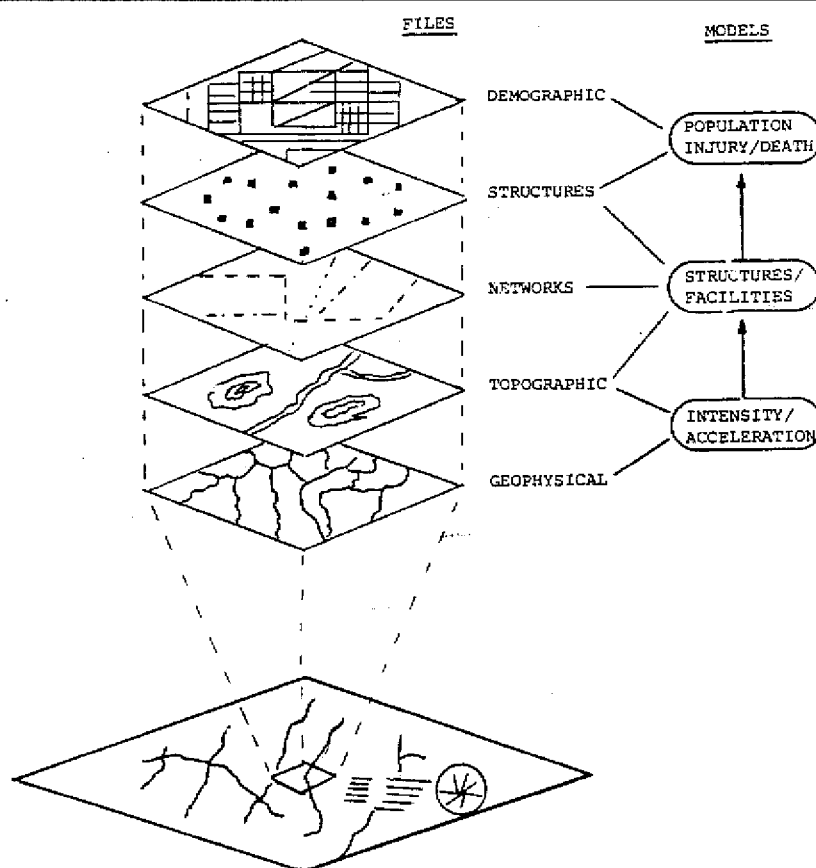 FILES
MODELS
DEMOGRAPHIC
POPULATION
INJURY/DEATH
STRUCTURES
NETWORKS
STRUCTURES/
FACILITIES
TOPOGRAPHIC
INTENSITY/
ACCELERATION
GEOPHYSICAL